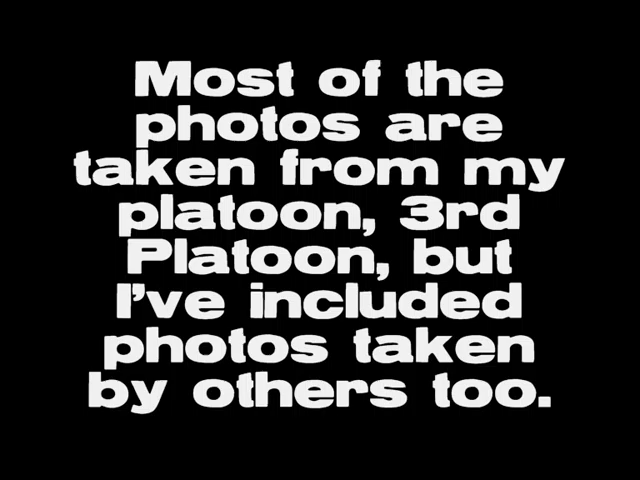 Most of the
photos are
taken from my
platoon, 3rd
Platoon, but
I've included
photos taken
by others too.